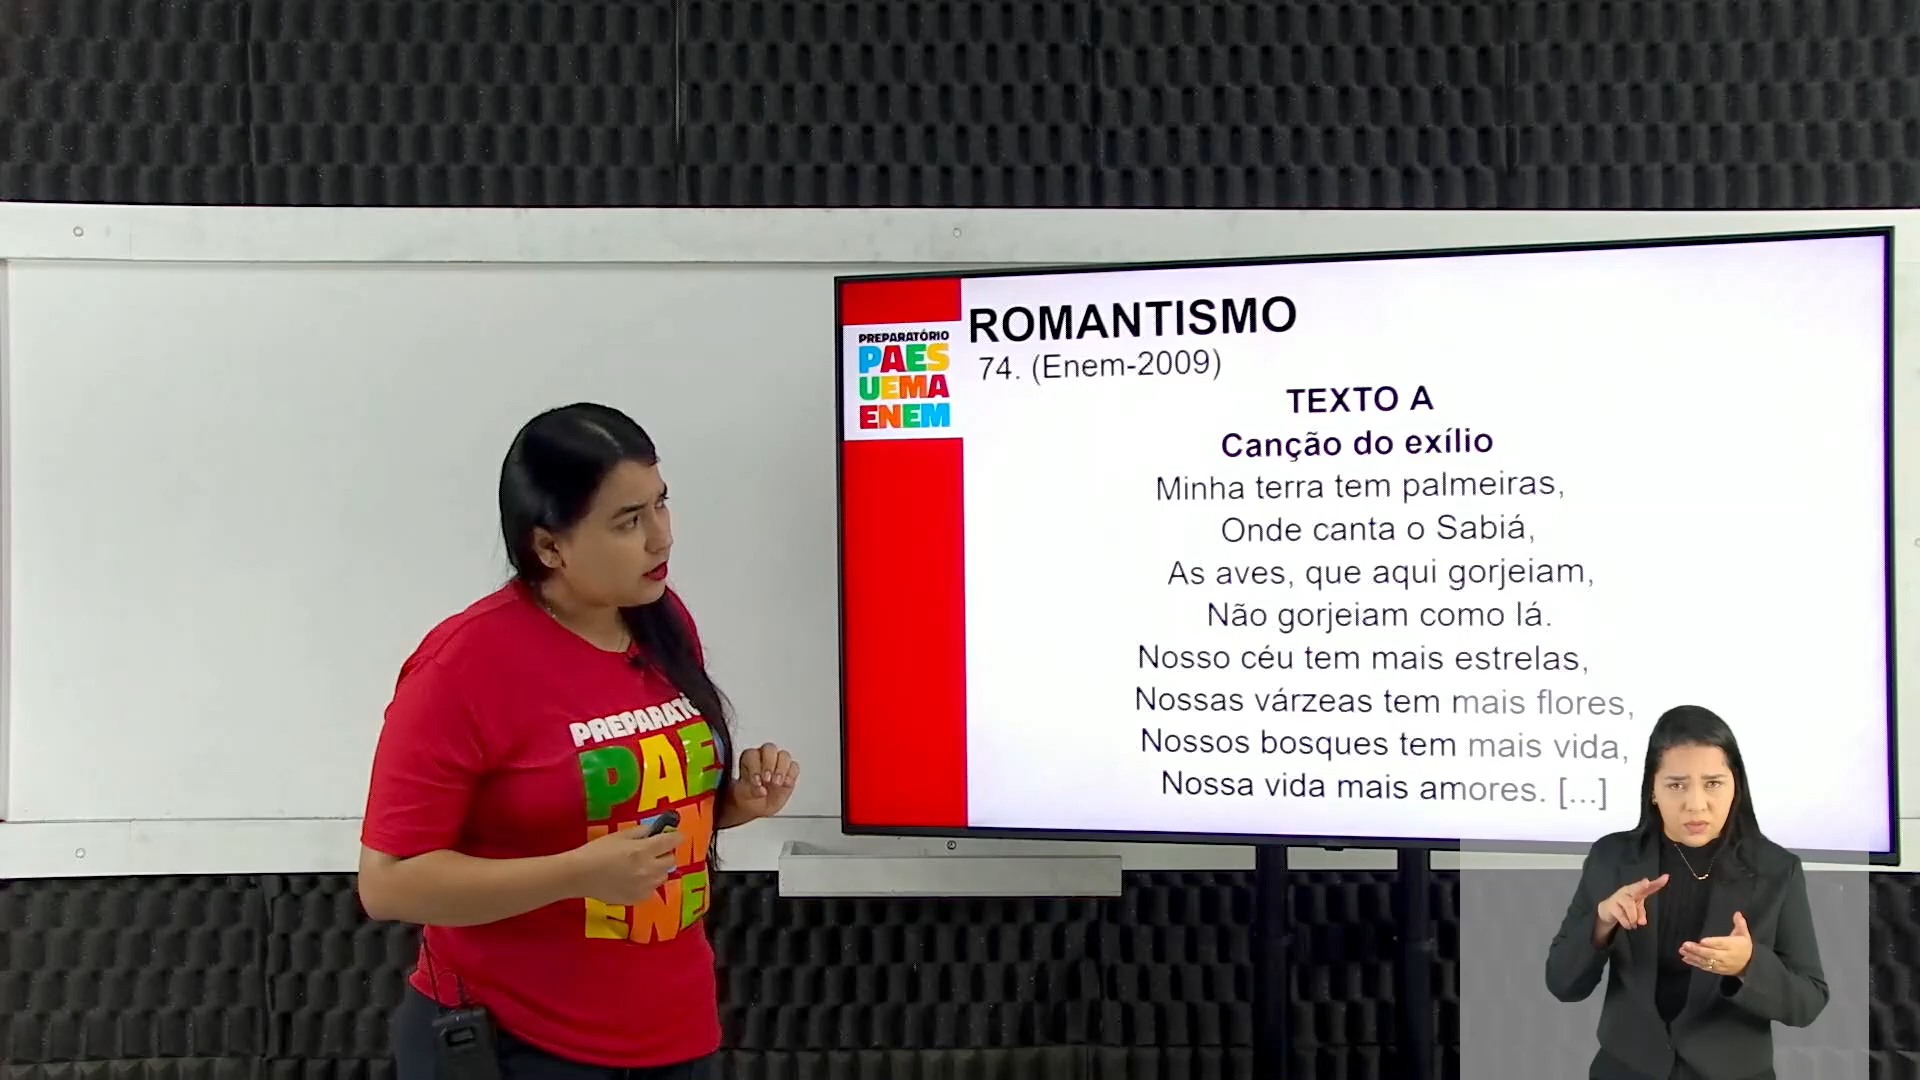 ROMANTISMO
74. (Enem-2009)
TEXTO A
Canção do exílio
Minha terra tem palmeiras,
Onde canta o Sabiá,
As aves, que aqui gorjeiam,
Não gorjeiam como lá.
Nosso céu tem mais estrelas,
Nossas várzeas tem mais flores,
Nossos bosques tem mais vida,
Nossa vida mais amores. [...]
PREPARATÓRIO
PAES
UEMA
ENEM
PREPARATÓ
PAE
UEM
ENE